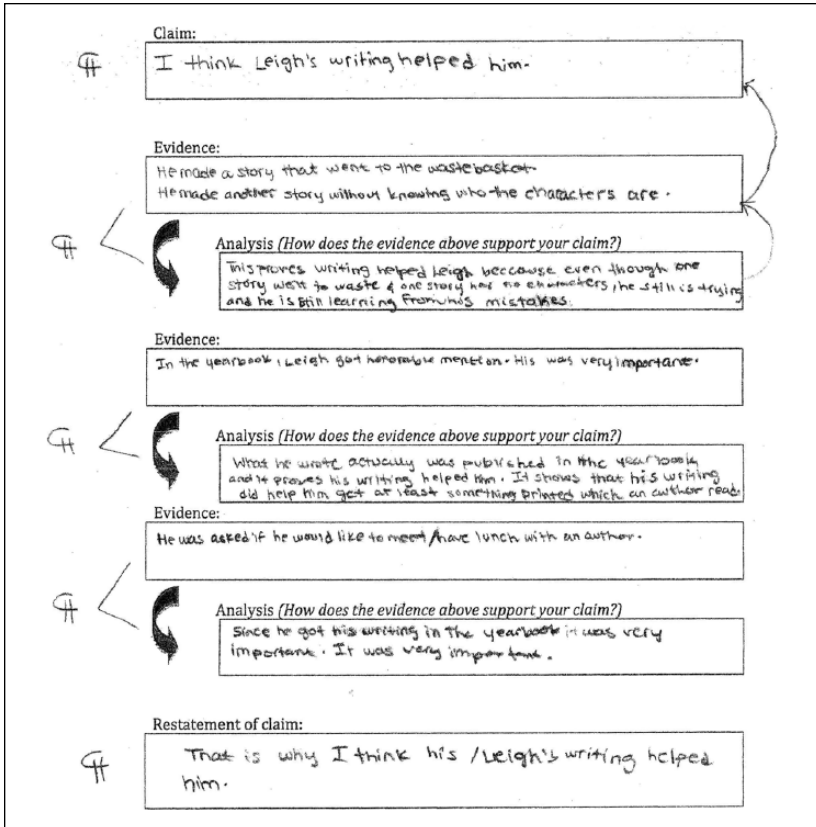 Claim:
I think Leigh's writing helped him.
Evidence:
He made a story that went to the wastebasket.
He made another story without knowing who the characters are.
Analysis (How does the evidence above support your claim?)
This proves writing helped Leigh beccause even though one
story went to waste & one story has no characters, he still is trying
and he is still learning from his mistakes.
Evidence:
In the yearbook, Leigh got honorable mention. His was very important.
Analysis (How does the evidence above support your claim?)
What he wrote actually was published in the yearbook
and it proves his writing helped him. It shows that his writing
did help him get at least something printed which an author read.
Evidence:
He was asked if he would like to meet/have lunch with an author.
Analysis (How does the evidence above support your claim?)
Since he got his writing in the yearbook it was very
important. It was very important.
Restatement of claim:
That is why I think his /Leigh's writing helped
him.